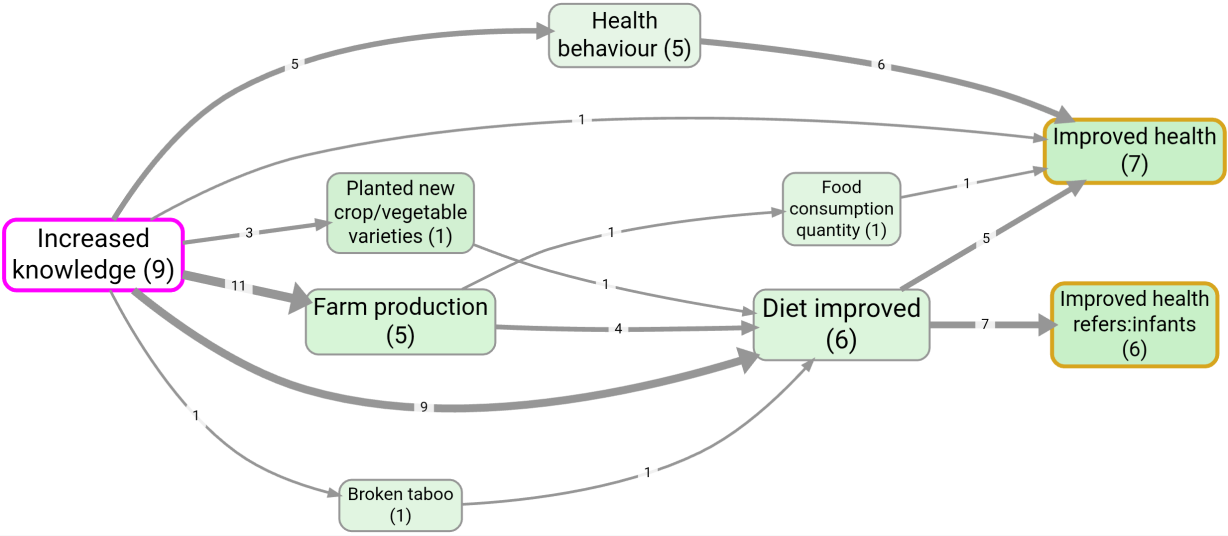 Health
behaviour (5)
5
6
1
Improved health
(7)
Planted new
crop/vegetable
varieties (1)
Food
consumption
quantity (1)
1
Increased
knowledge (9)
3
1
5
11
1
Farm production
(5)
4
Diet improved
(6)
7
Improved health
refers:infants
(6)
9
1
1
Broken taboo
(1)